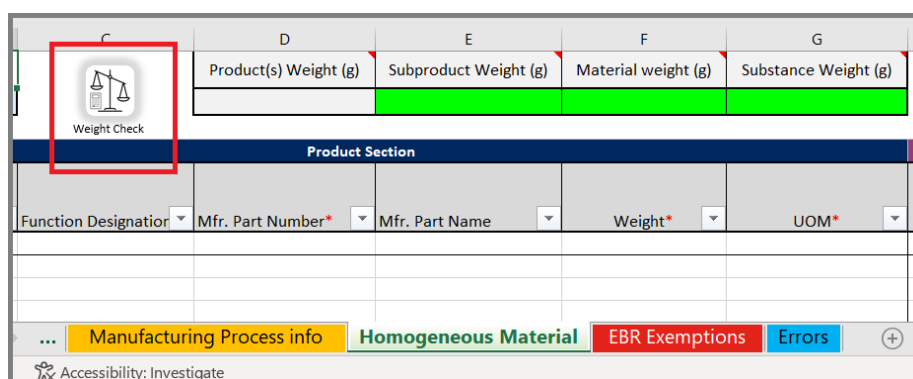 C D E F G
Product(s) Weight (g) Subproduct Weight (g) Material weight (g) Substance Weight (g)
Weight Check
Product Section
Function Designation Mfr. Part Number* Mfr. Part Name Weight* UOM*
... Manufacturing Process info Homogeneous Material EBR Exemptions Errors
Accessibility: Investigate